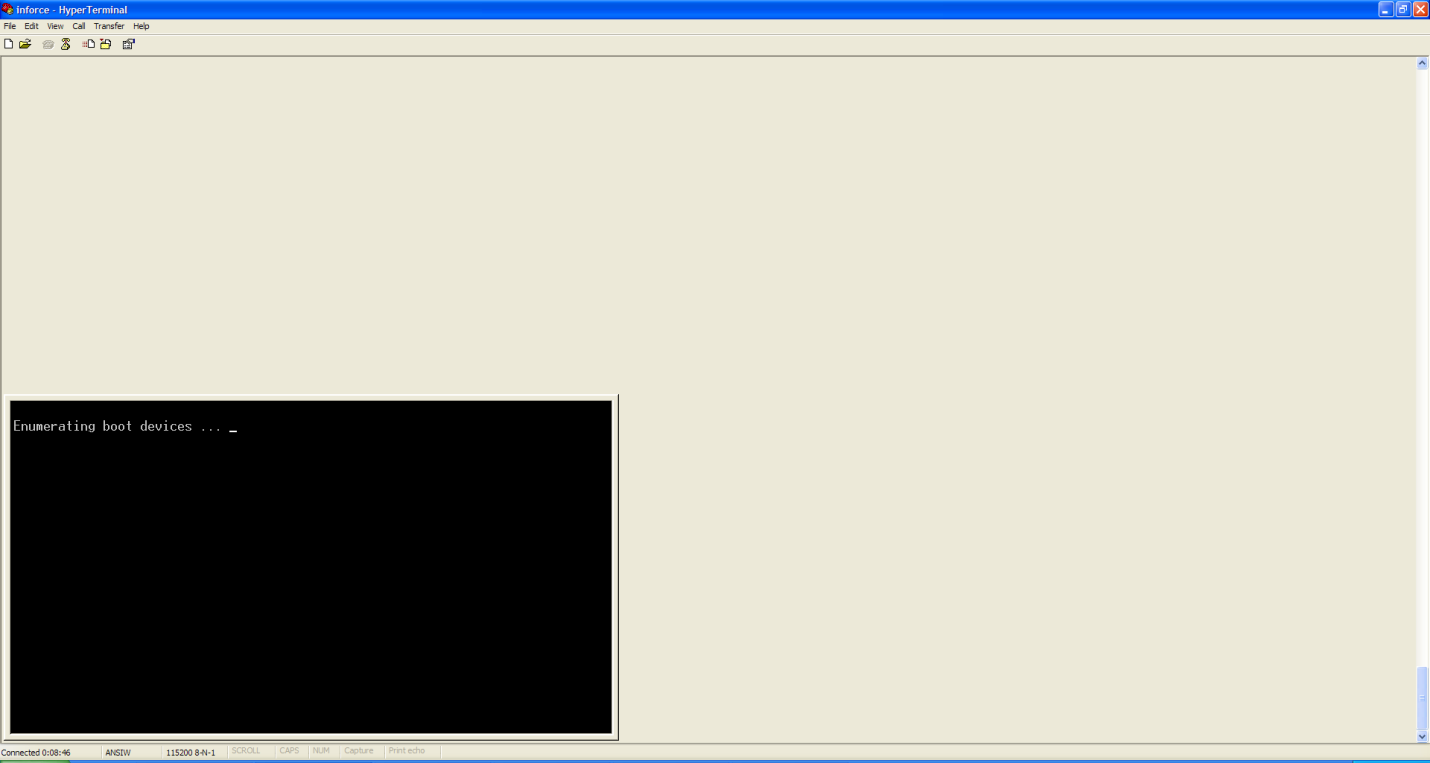 inforce - HyperTerminal
File Edit View Call Transfer Help
Enumerating boot devices ... _
Connected 0:08:46 ANSIW 115200 8-N-1 SCROLL CAPS NUM Capture Print echo